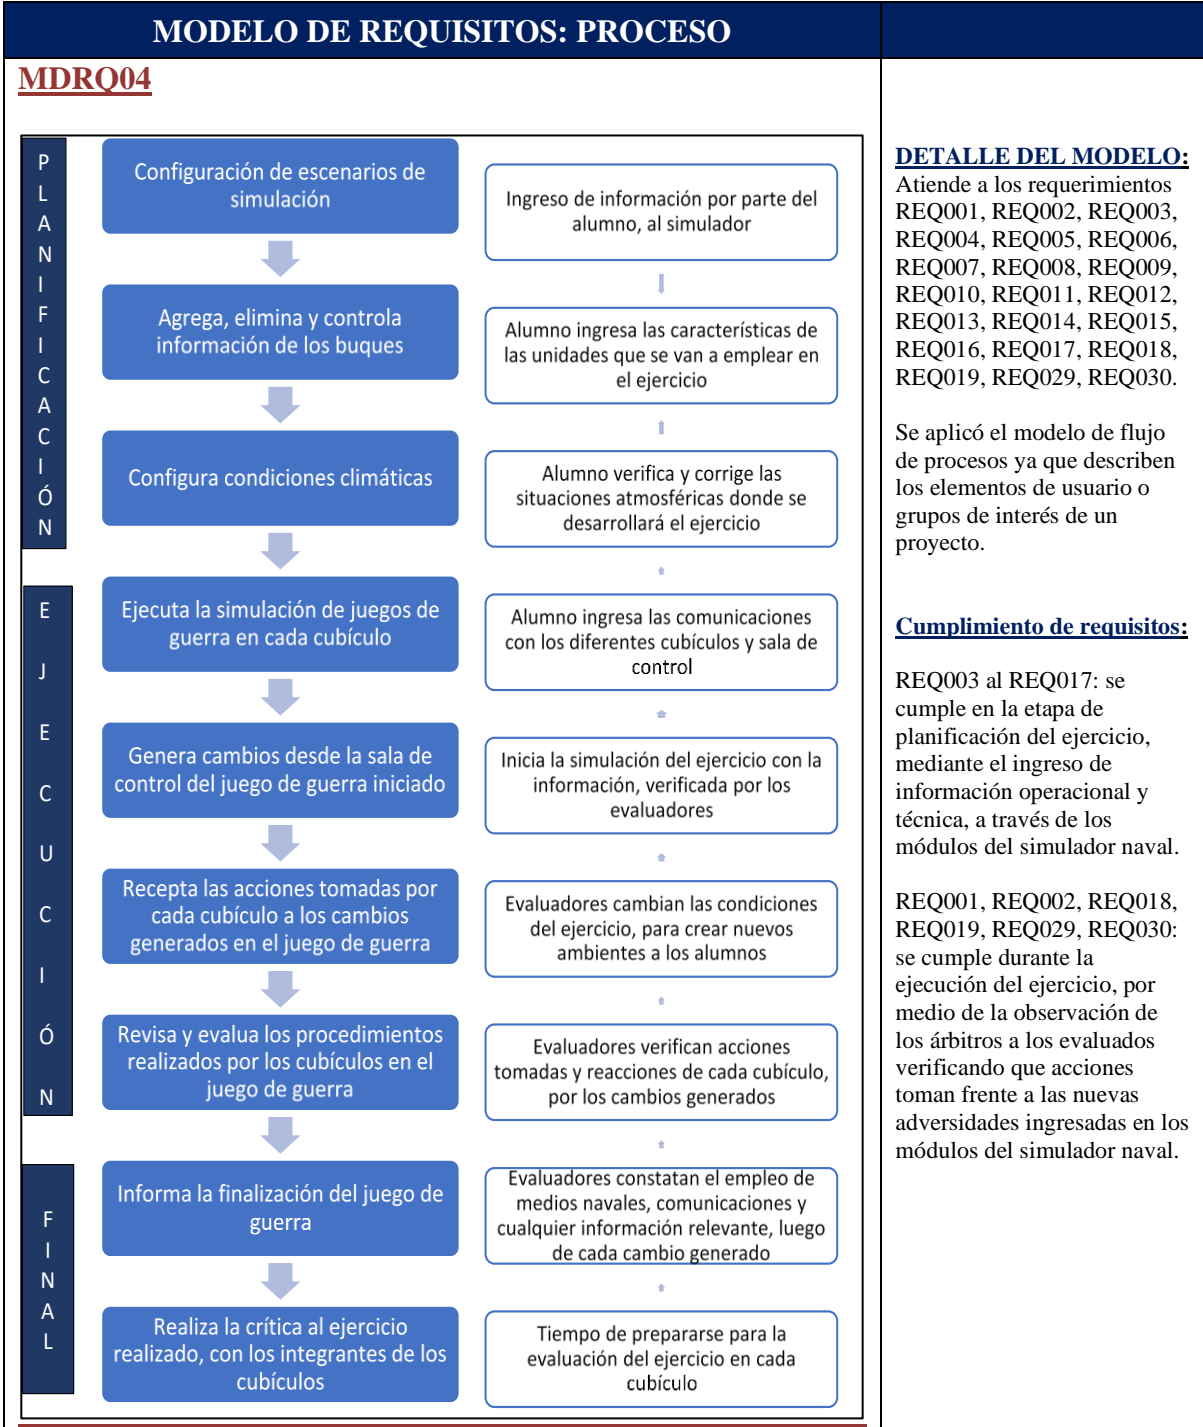 MODELO DE REQUISITOS: PROCESO
MDRQ04
PLANIFICACIÓN
Configuración de escenarios de
simulación
Agrega, elimina y controla
información de los buques
Configura condiciones climáticas
EJECUCIÓN
Ejecuta la simulación de juegos de
guerra en cada cubículo
Genera cambios desde la sala de
control del juego de guerra iniciado
Recepta las acciones tomadas por
cada cubículo a los cambios
generados en el juego de guerra
Revisa y evalua los procedimientos
realizados por los cubículos en el
juego de guerra
FINAL
Informa la finalización del juego de
guerra
Realiza la crítica al ejercicio
realizado, con los integrantes de los
cubículos
Ingreso de información por parte del
alumno, al simulador
Alumno ingresa las características de
las unidades que se van a emplear en
el ejercicio
Alumno verifica y corrige las
situaciones atmosféricas donde se
desarrollará el ejercicio
Alumno ingresa las comunicaciones
con los diferentes cubículos y sala de
control
Inicia la simulación del ejercicio con la
información, verificada por los
evaluadores
Evaluadores cambian las condiciones
del ejercicio, para crear nuevos
ambientes a los alumnos
Evaluadores verifican acciones
tomadas y reacciones de cada cubículo,
por los cambios generados
Evaluadores constatan el empleo de
medios navales, comunicaciones y
cualquier información relevante, luego
de cada cambio generado
Tiempo de prepararse para la
evaluación del ejercicio en cada
cubículo
DETALLE DEL MODELO:
Atiende a los requerimientos
REQ001, REQ002, REQ003,
REQ004, REQ005, REQ006,
REQ007, REQ008, REQ009,
REQ010, REQ011, REQ012,
REQ013, REQ014, REQ015,
REQ016, REQ017, REQ018,
REQ019, REQ029, REQ030.
Se aplicó el modelo de flujo
de procesos ya que describen
los elementos de usuario o
grupos de interés de un
proyecto.
Cumplimiento de requisitos:
REQ003 al REQ017: se
cumple en la etapa de
planificación del ejercicio,
mediante el ingreso de
información operacional y
técnica, a través de los
módulos del simulador naval.
REQ001, REQ002, REQ018,
REQ019, REQ029, REQ030:
se cumple durante la
ejecución del ejercicio, por
medio de la observación de
los árbitros a los evaluados
verificando que acciones
toman frente a las nuevas
adversidades ingresadas en los
módulos del simulador naval.